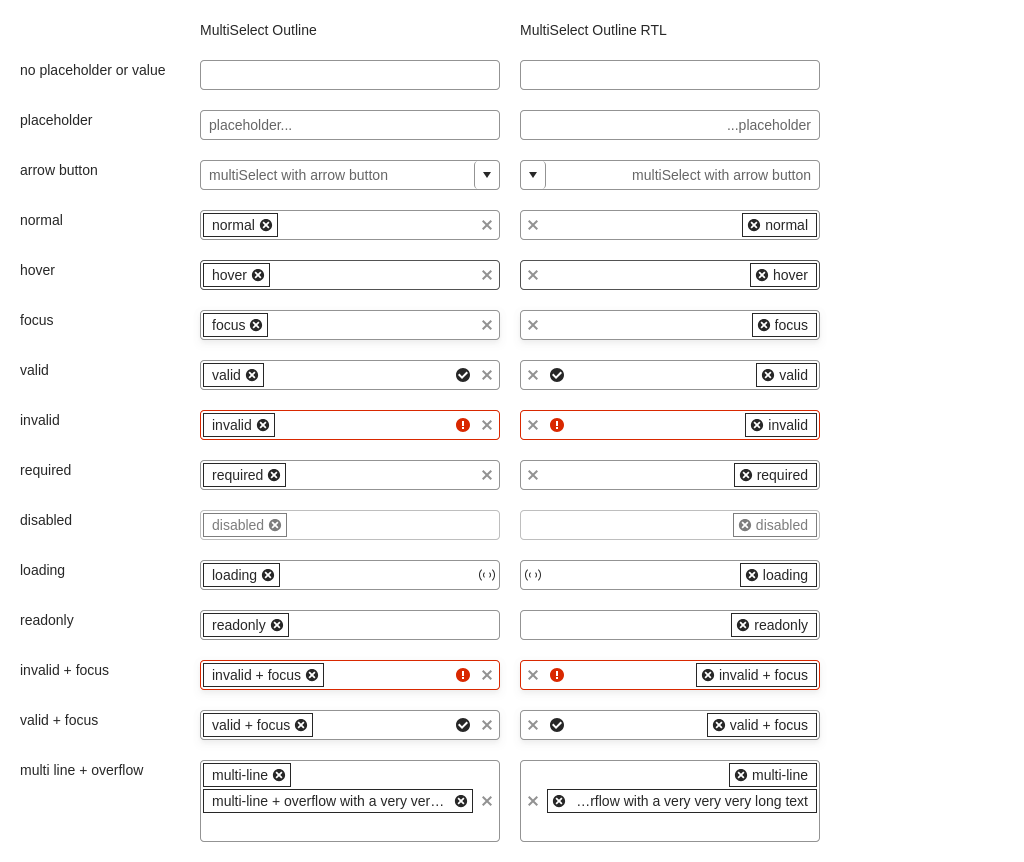 MultiSelect Outline MultiSelect Outline RTL
no placeholder or value
placeholder placeholder... ...placeholder
arrow button multiSelect with arrow button multiSelect with arrow button
normal normal normal
hover hover hover
focus focus focus
valid valid valid
invalid invalid invalid
required required required
disabled disabled disabled
loading loading loading
readonly readonly readonly
invalid + focus invalid + focus invalid + focus
valid + focus valid + focus valid + focus
multi line + overflow multi-line multi-line
multi-line + overflow with a very ver… …rflow with a very very very long text